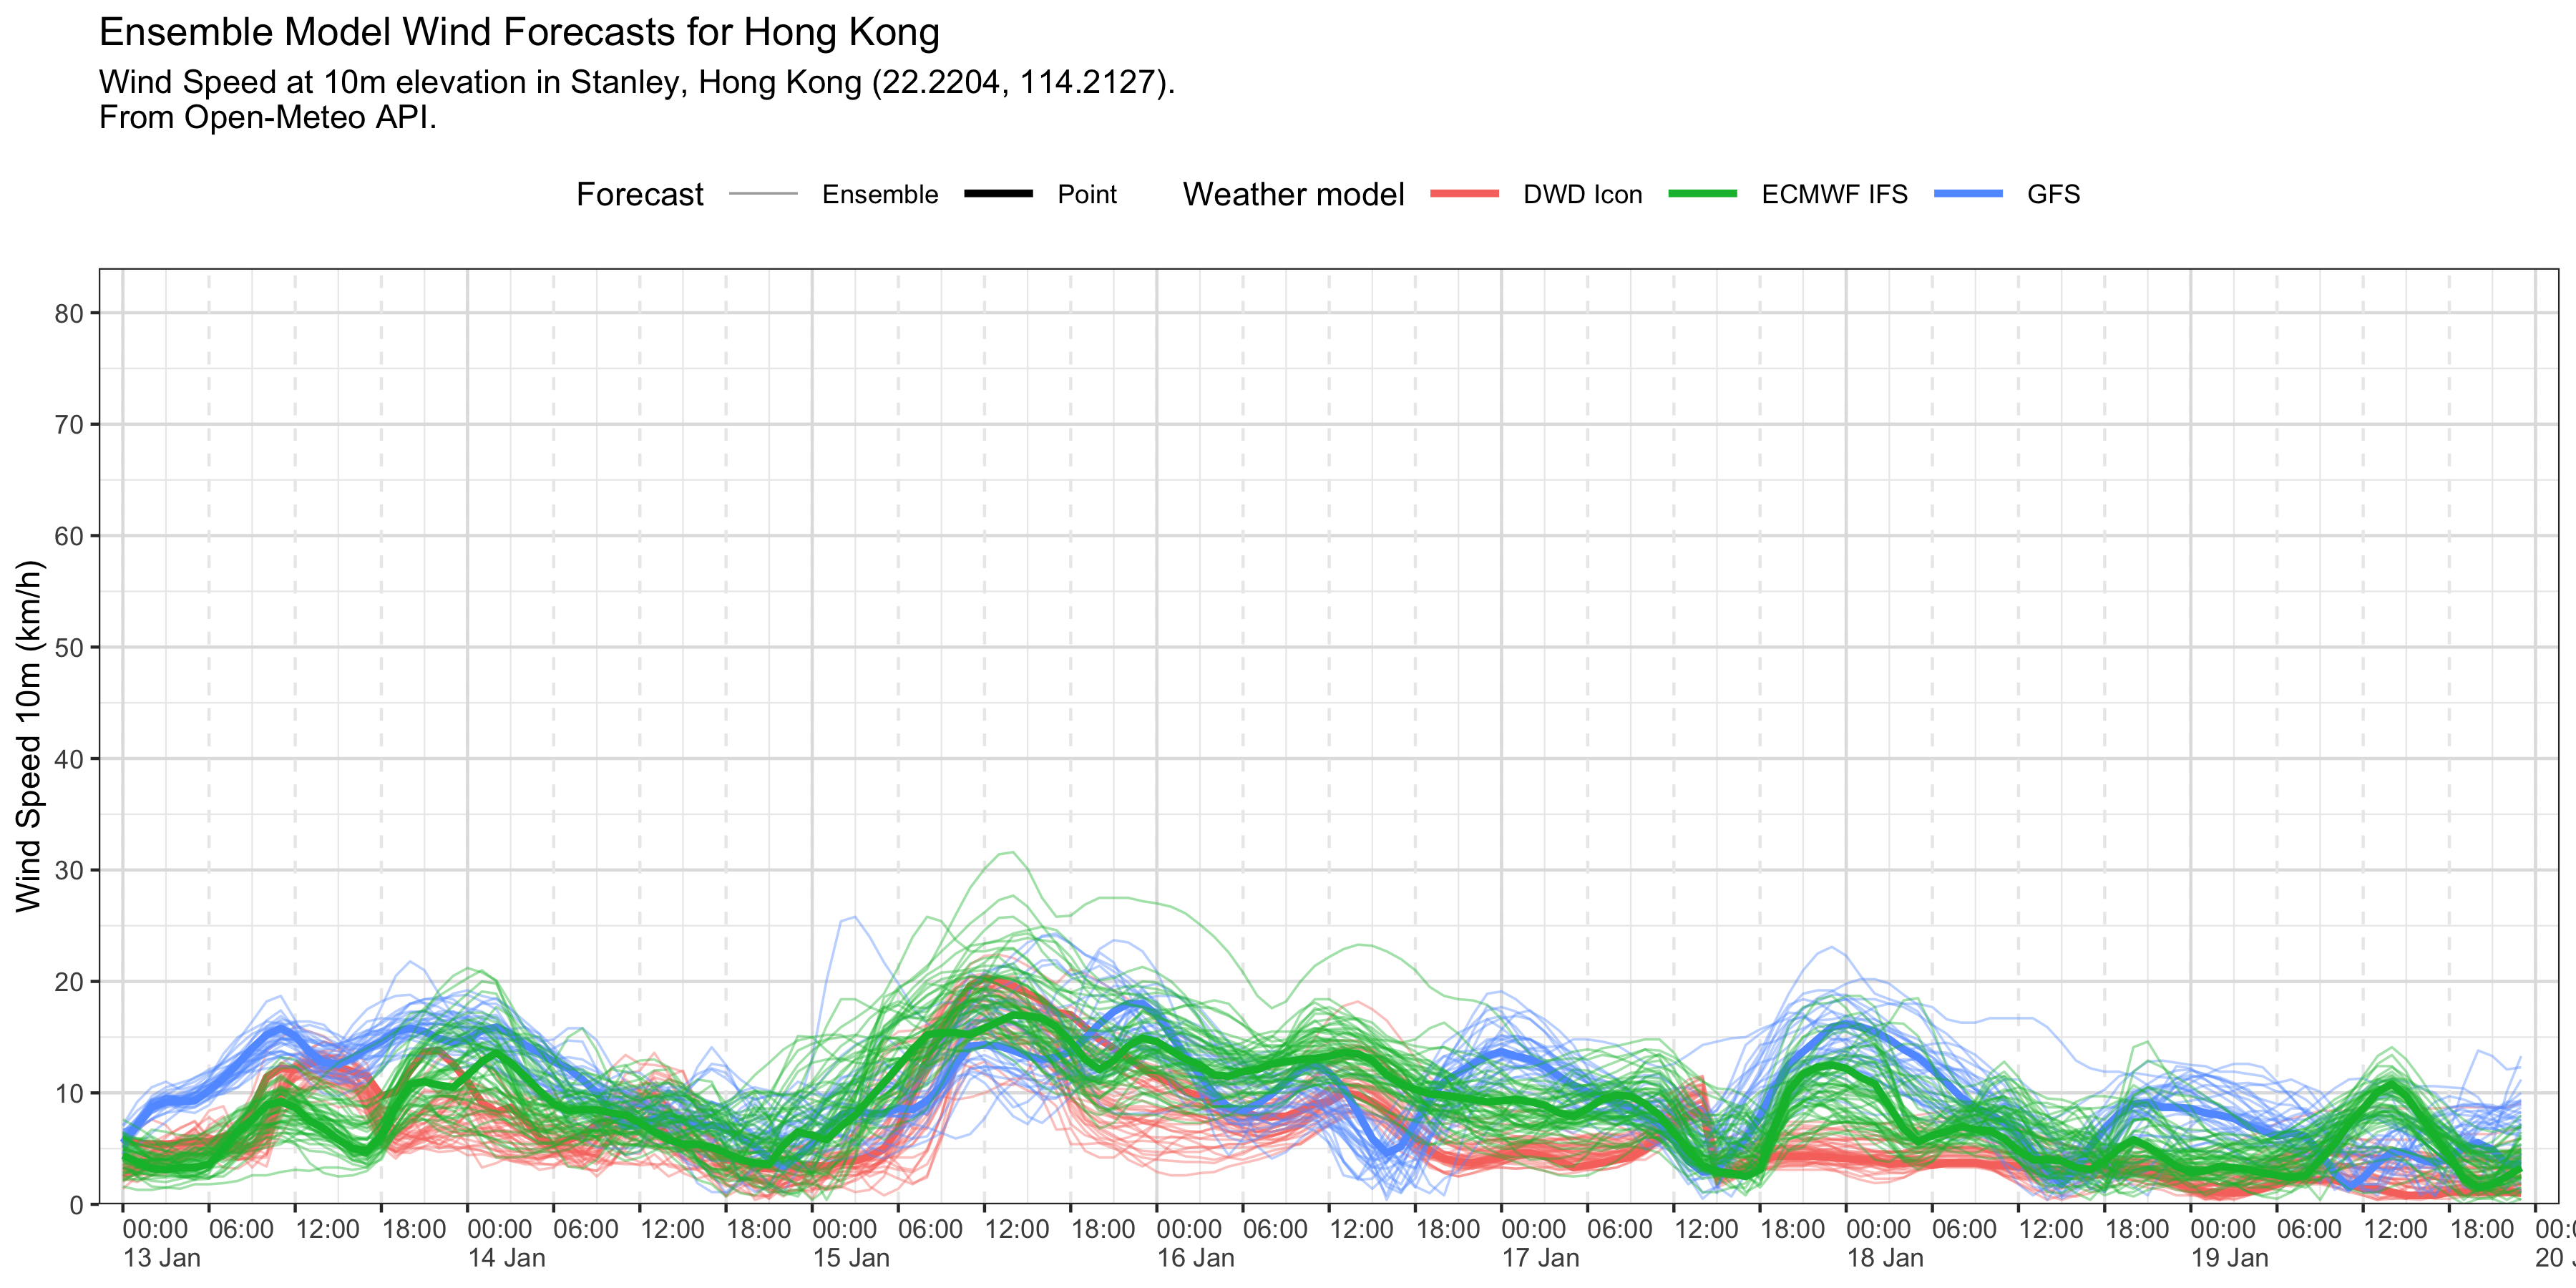 Ensemble Model Wind Forecasts for Hong Kong
Wind Speed at 10m elevation in Stanley, Hong Kong (22.2204, 114.2127).
From Open-Meteo API.
Forecast Ensemble Point Weather model DWD Icon ECMWF IFS GFS
Wind Speed 10m (km/h)
80
70
60
50
40
30
20
10
0
00:00 06:00 12:00 18:00 00:00 06:00 12:00 18:00 00:00 06:00 12:00 18:00 00:00 06:00 12:00 18:00 00:00 06:00 12:00 18:00 00:00 06:00 12:00 18:00 00:00 06:00 12:00 18:00 00:0
13 Jan 14 Jan 15 Jan 16 Jan 17 Jan 18 Jan 19 Jan 20